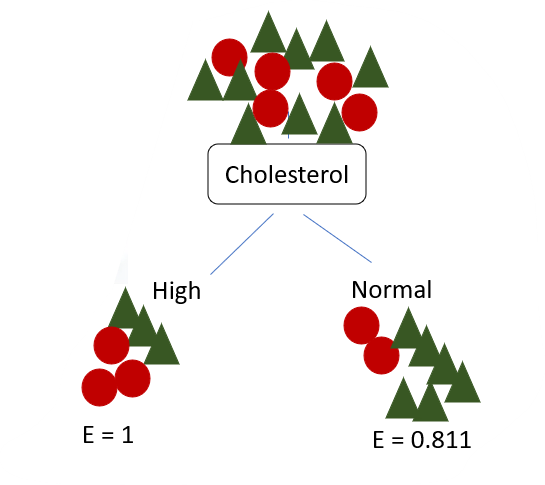 Cholesterol
High
Normal
E = 1
E = 0.811